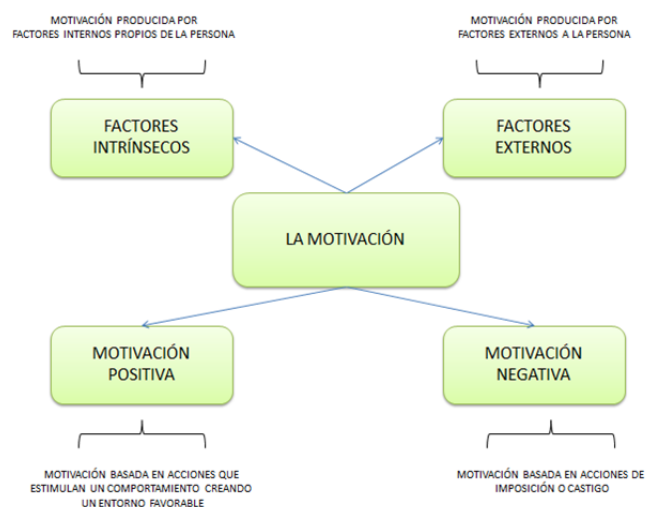 MOTIVACIÓN PRODUCIDA POR
FACTORES INTERNOS PROPIOS DE LA PERSONA
MOTIVACIÓN PRODUCIDA POR
FACTORES EXTERNOS A LA PERSONA
FACTORES
INTRÍNSECOS
FACTORES
EXTERNOS
LA MOTIVACIÓN
MOTIVACIÓN
POSITIVA
MOTIVACIÓN
NEGATIVA
MOTIVACIÓN BASADA EN ACCIONES QUE
ESTIMULAN UN COMPORTAMIENTO CREANDO
UN ENTORNO FAVORABLE
MOTIVACIÓN BASADA EN ACCIONES DE
IMPOSICIÓN O CASTIGO